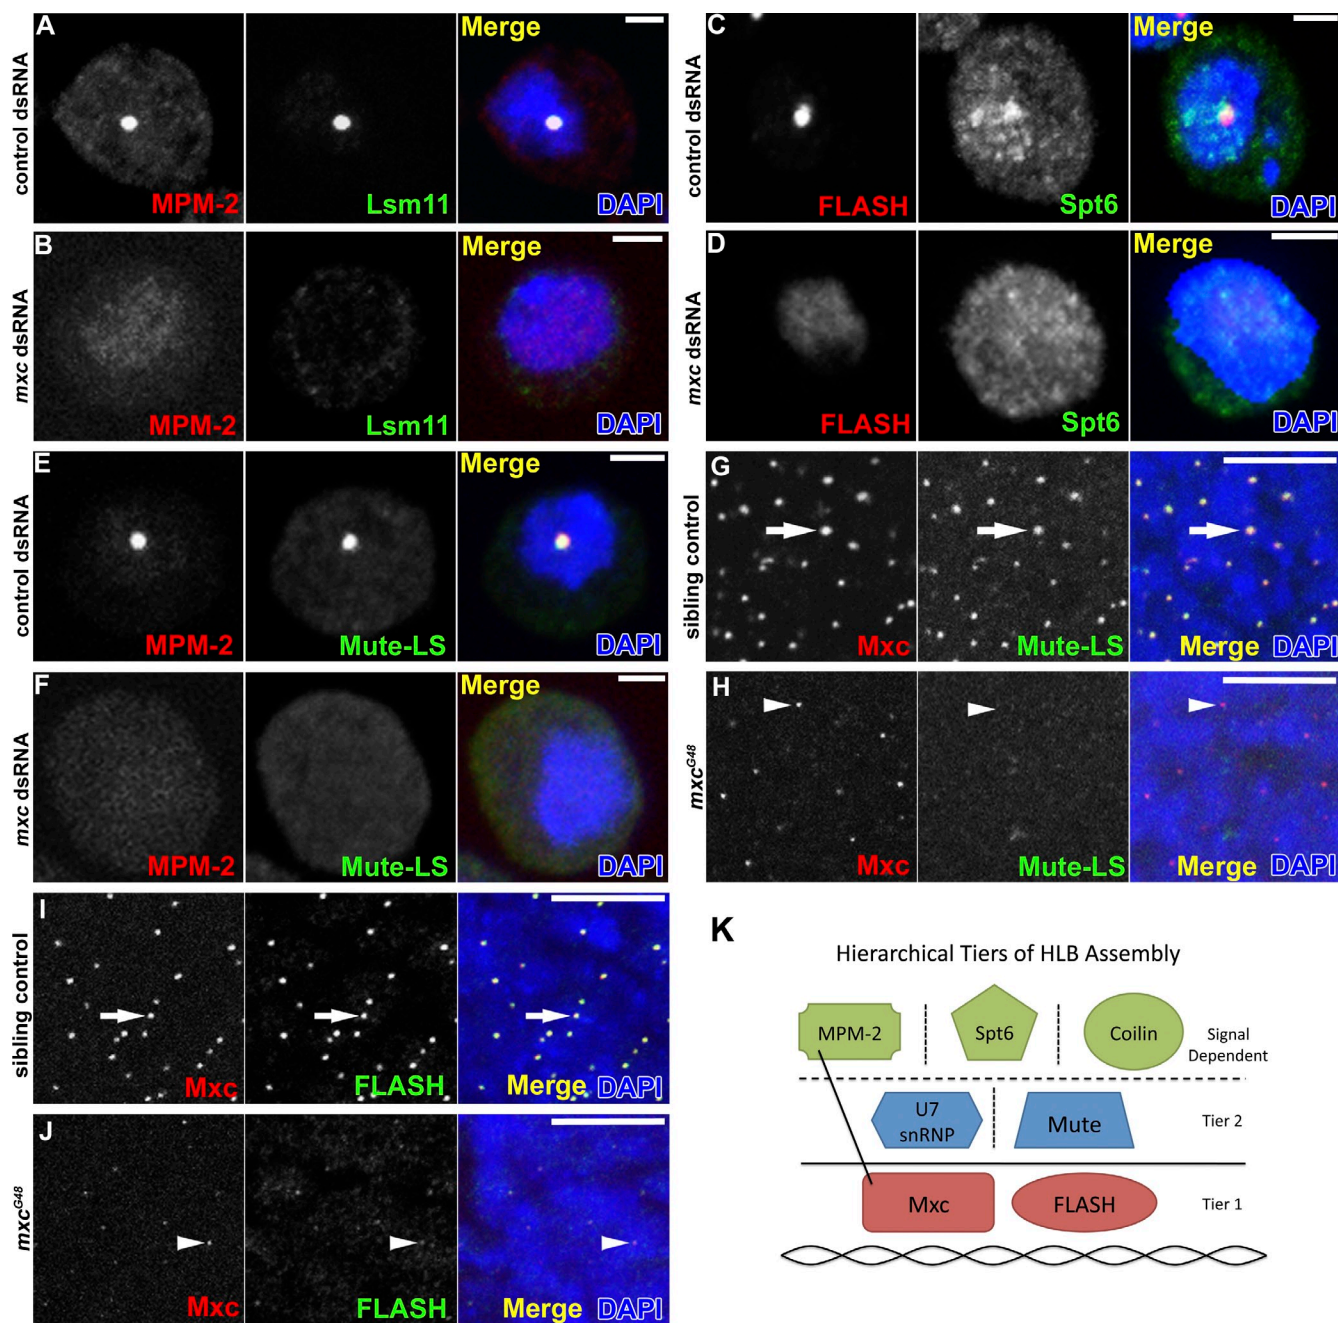 A
control dsRNA
MPM-2
Lsm11
Merge
DAPI
B
mxc dsRNA
MPM-2
Lsm11
Merge
DAPI
C
control dsRNA
FLASH
Spt6
Merge
DAPI
D
mxc dsRNA
FLASH
Spt6
Merge
DAPI
E
control dsRNA
MPM-2
Mute-LS
Merge
DAPI
F
mxc dsRNA
MPM-2
Mute-LS
Merge
DAPI
G
sibling control
Mxc
Mute-LS
Merge DAPI
H
mxcG48
Mxc
Mute-LS
Merge DAPI
I
sibling control
Mxc
FLASH
Merge DAPI
J
mxcG48
Mxc
FLASH
Merge DAPI
K
Hierarchical Tiers of HLB Assembly
MPM-2
Spt6
Coilin
Signal
Dependent
U7
snRNP
Mute
Tier 2
Mxc
FLASH
Tier 1